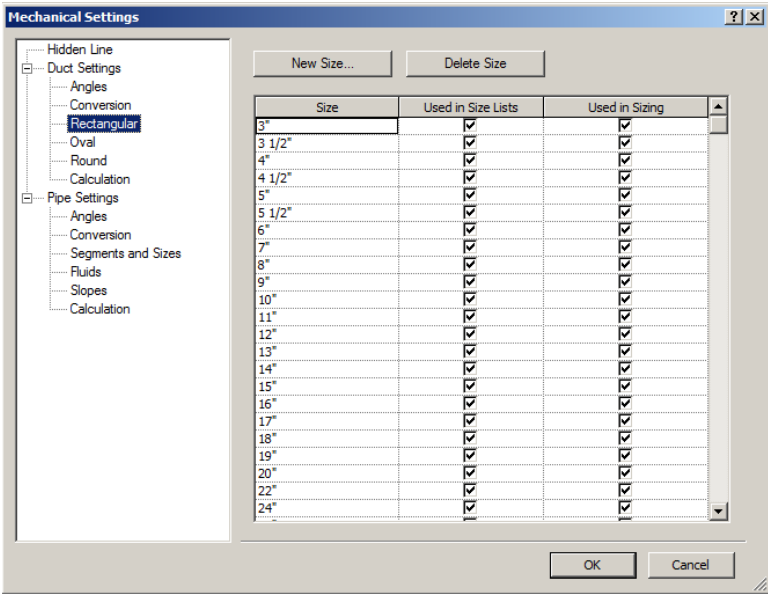 Mechanical Settings
Hidden Line
Duct Settings
Angles
Conversion
Rectangular
Oval
Round
Calculation
Pipe Settings
Angles
Conversion
Segments and Sizes
Fluids
Slopes
Calculation
New Size... Delete Size
Size Used in Size Lists Used in Sizing
3"
3 1/2"
4"
4 1/2"
5"
5 1/2"
6"
7"
8"
9"
10"
11"
12"
13"
14"
15"
16"
17"
18"
19"
20"
22"
24"
OK Cancel